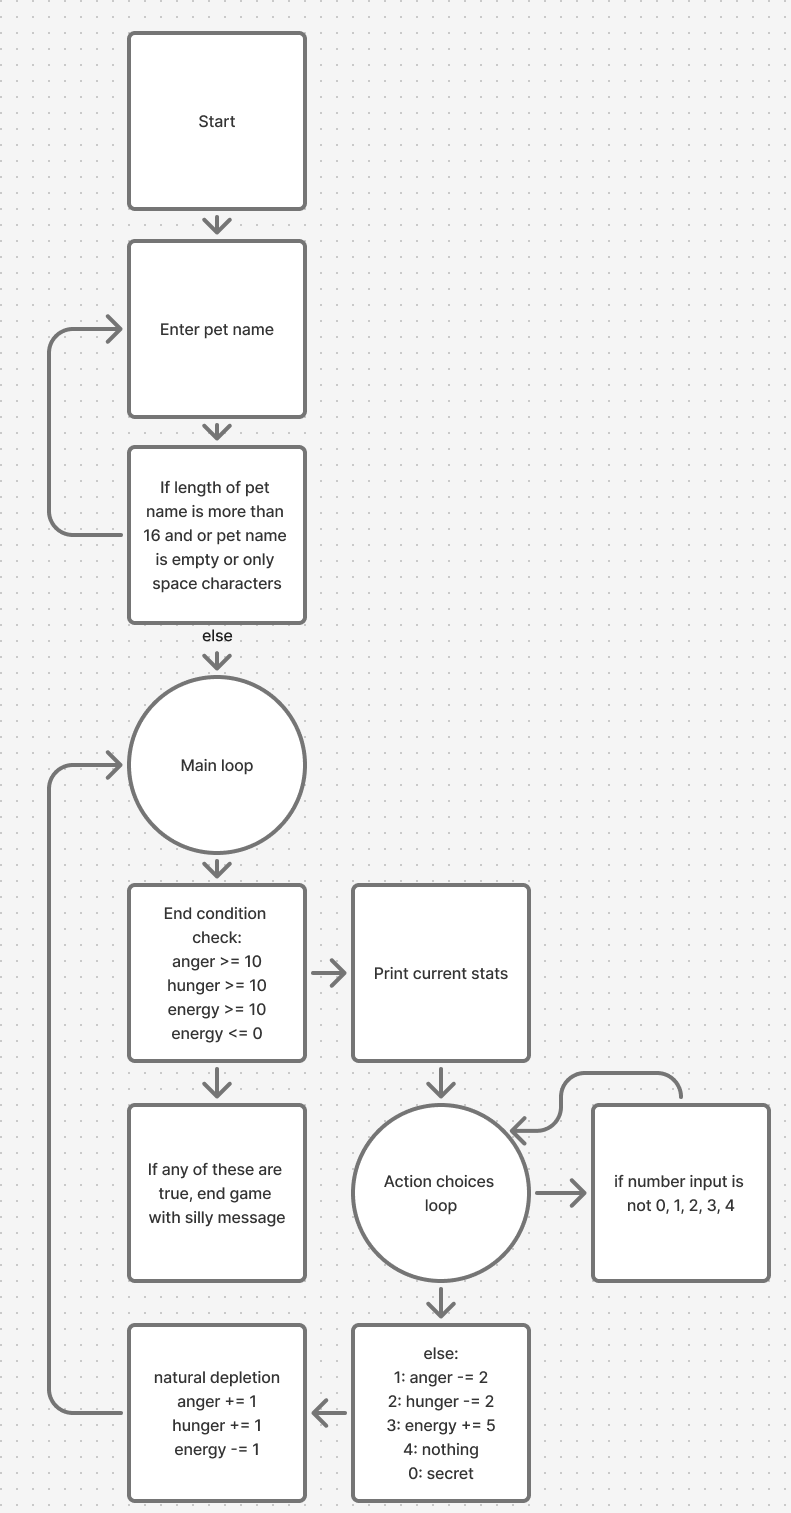 Start
Enter pet name
If length of pet
name is more than
16 and or pet name
is empty or only
space characters
else
Main loop
End condition
check:
anger >= 10
hunger >= 10
energy >= 10
energy <= 0
Print current stats
If any of these are
true, end game
with silly message
Action choices
loop
if number input is
not 0, 1, 2, 3, 4
natural depletion
anger += 1
hunger += 1
energy -= 1
else:
1: anger -= 2
2: hunger -= 2
3: energy += 5
4: nothing
0: secret